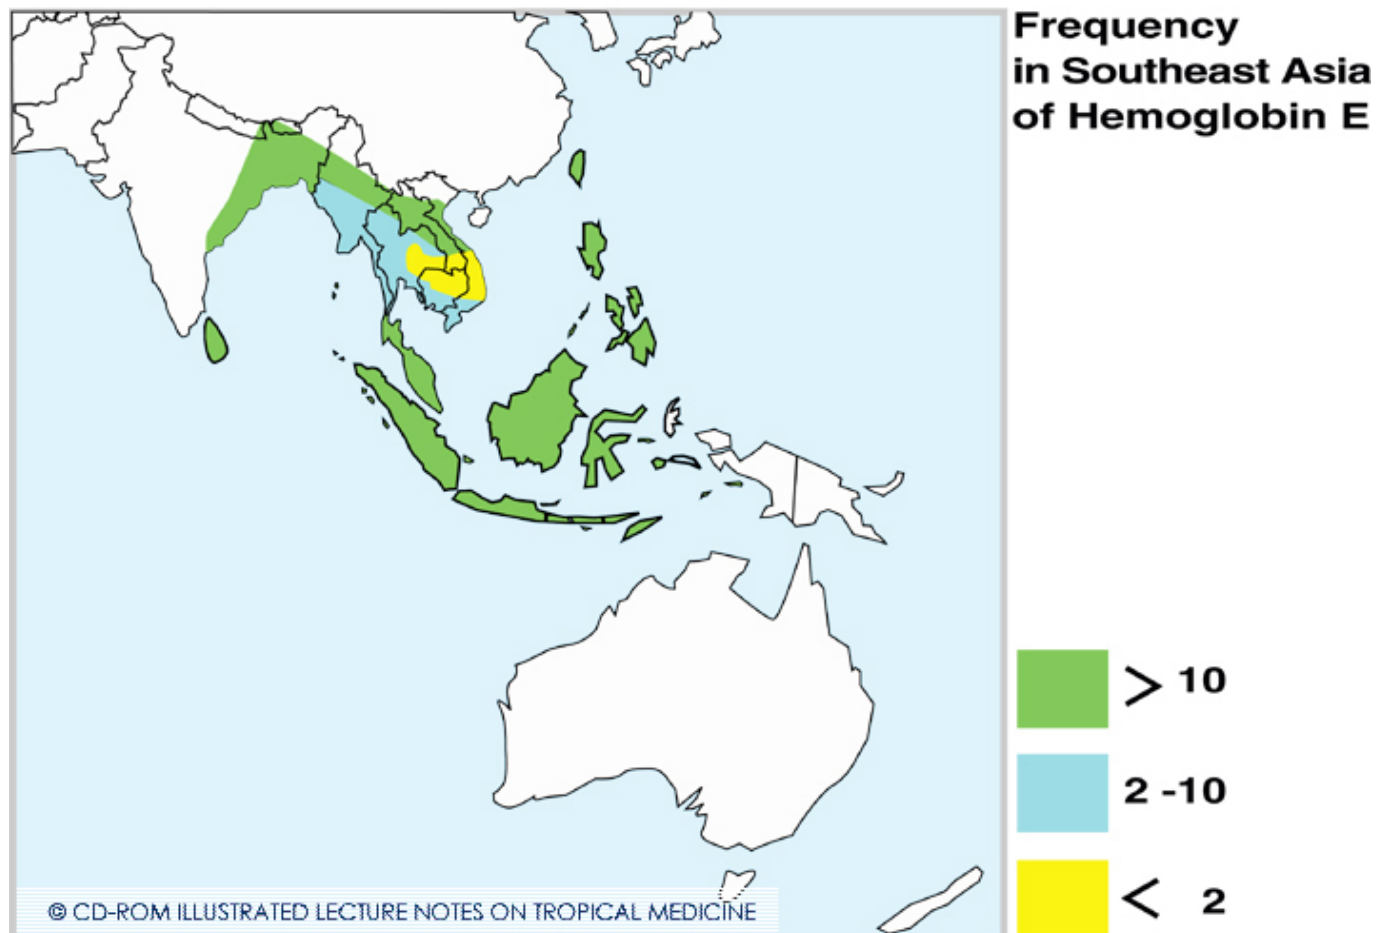 Frequency
in Southeast Asia
of Hemoglobin E
> 10
2 -10
< 2
© CD-ROM ILLUSTRATED LECTURE NOTES ON TROPICAL MEDICINE